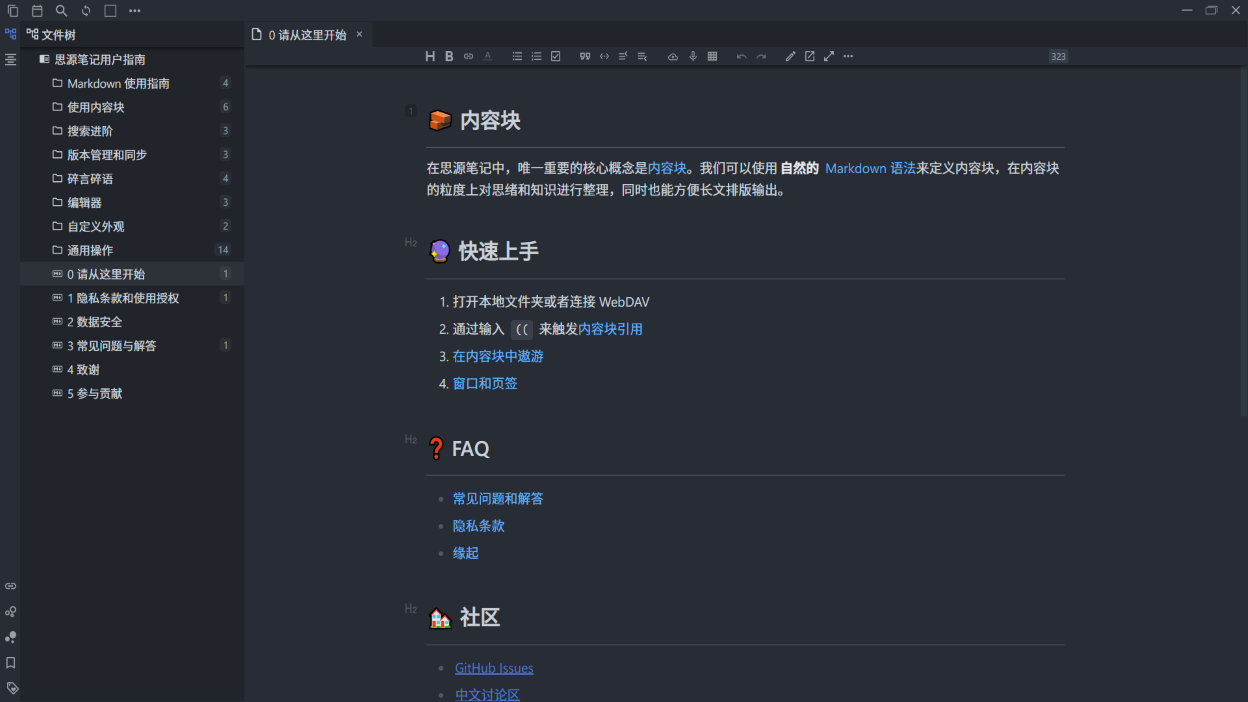 文件树
思源笔记用户指南
Markdown 使用指南 4
使用内容块 6
搜索进阶 3
版本管理和同步 3
碎言碎语 4
编辑器 3
自定义外观 2
通用操作 14
0 请从这里开始 1
1 隐私条款和使用授权 1
2 数据安全
3 常见问题与解答 1
4 致谢
5 参与贡献
0 请从这里开始 ×
H B A 323
1 内容块
在思源笔记中，唯一重要的核心概念是内容块。我们可以使用 自然的 Markdown 语法来定义内容块，在内容块
的粒度上对思绪和知识进行整理，同时也能方便长文排版输出。
H2 快速上手
1. 打开本地文件夹或者连接 WebDAV
2. 通过输入 (( 来触发内容块引用
3. 在内容块中遨游
4. 窗口和页签
H2 FAQ
常见问题和解答
隐私条款
缘起
H2 社区
GitHub Issues
中文讨论区